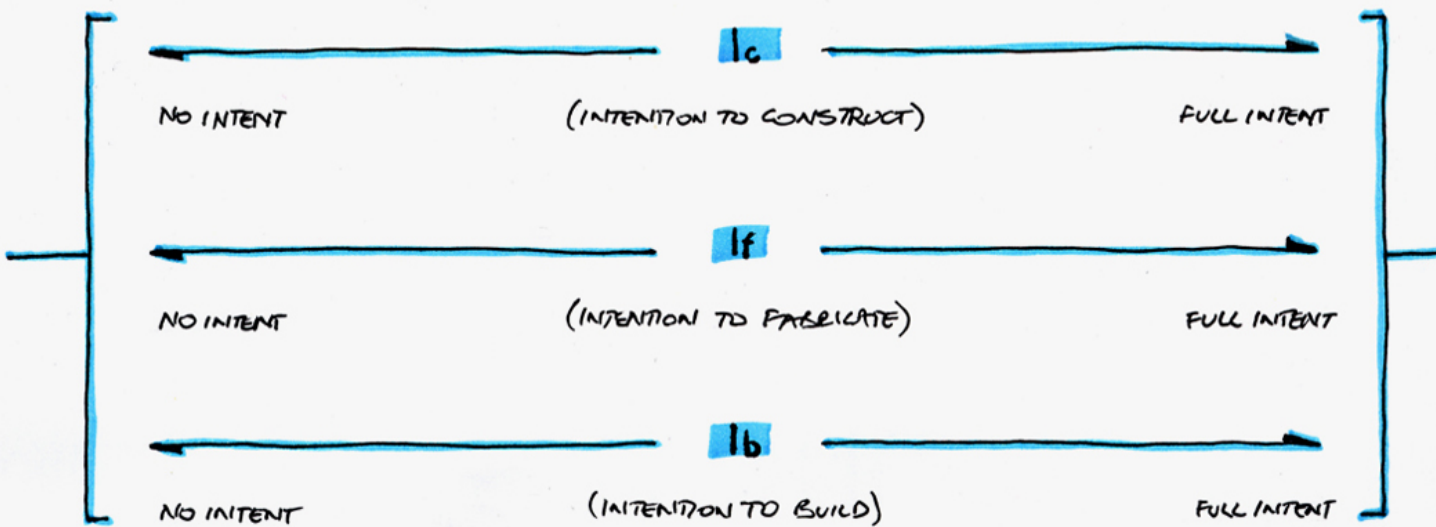 Ic
NO INTENT (INTENTION TO CONSTRUCT) FULL INTENT
If
NO INTENT (INTENTION TO FABRICATE) FULL INTENT
Ib
NO INTENT (INTENTION TO BUILD) FULL INTENT